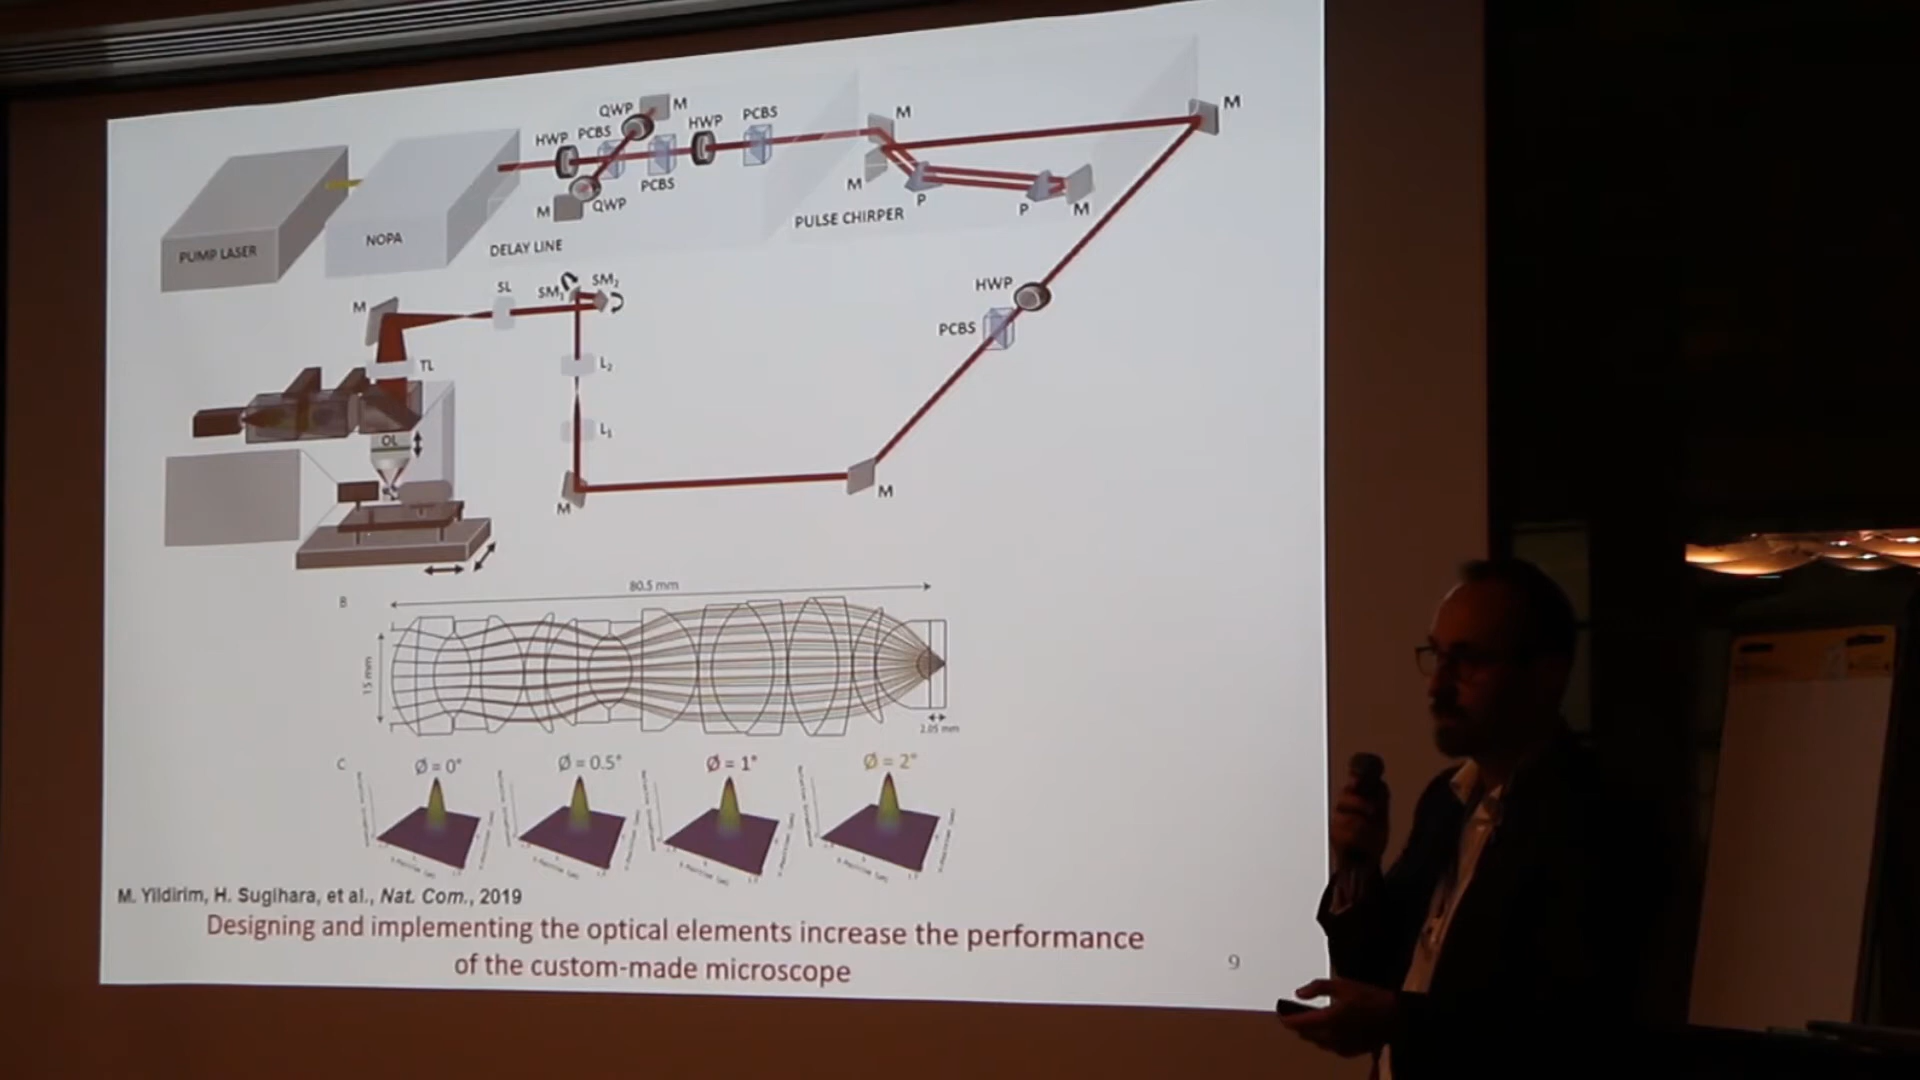 QWP M
HWP PCBS
HWP
PCBS
M
M
PCBS
M
QWP
M
P
P
M
PUMP LASER
NOPA
DELAY LINE
PULSE CHIRPER
M
SL
SM₁
SM₂
HWP
PCBS
TL
L₂
L₁
OL
M
M
B
80.5 mm
15 mm
2.05 mm
C
Ø = 0°
Ø = 0.5°
Ø = 1°
Ø = 2°
M. Yildirim, H. Sugihara, et al., Nat. Com., 2019
Designing and implementing the optical elements increase the performance
of the custom-made microscope
9